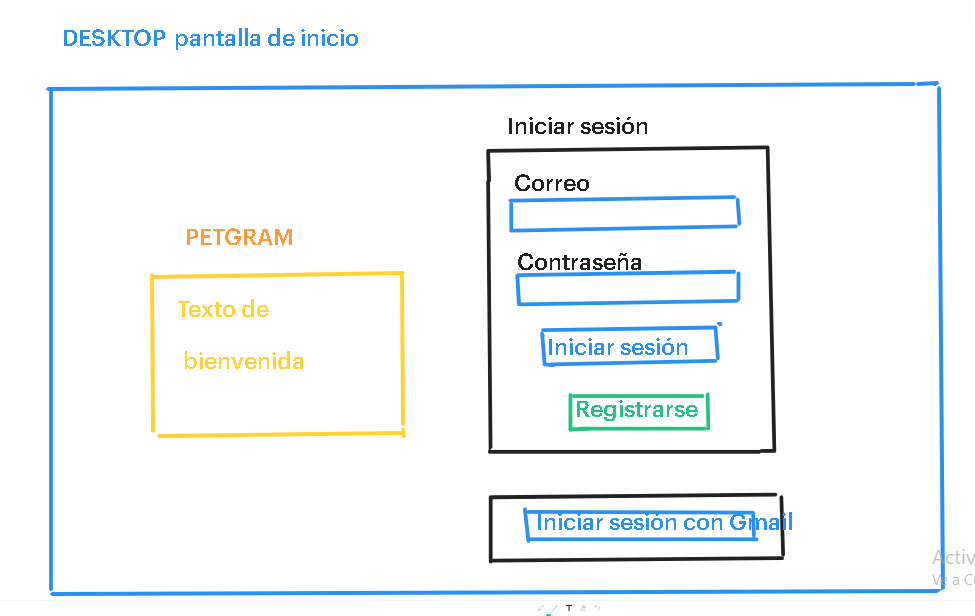 DESKTOP pantalla de inicio
Iniciar sesión
Correo
PETGRAM
Contraseña
Texto de
bienvenida
Iniciar sesión
Registrarse
Iniciar sesión con Gmail
Activ
Ve a C
T